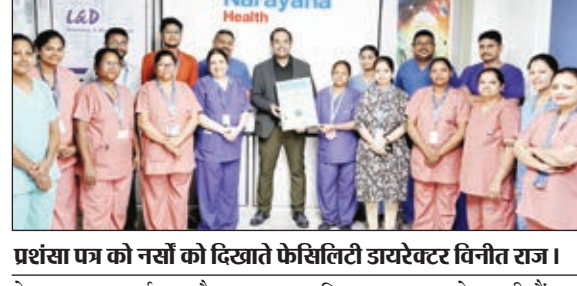 L&D
Narayana
Health
प्रशंसा पत्र को नर्सों को दिखाते फेसिलिटी डायरेक्टर विनीत राज।